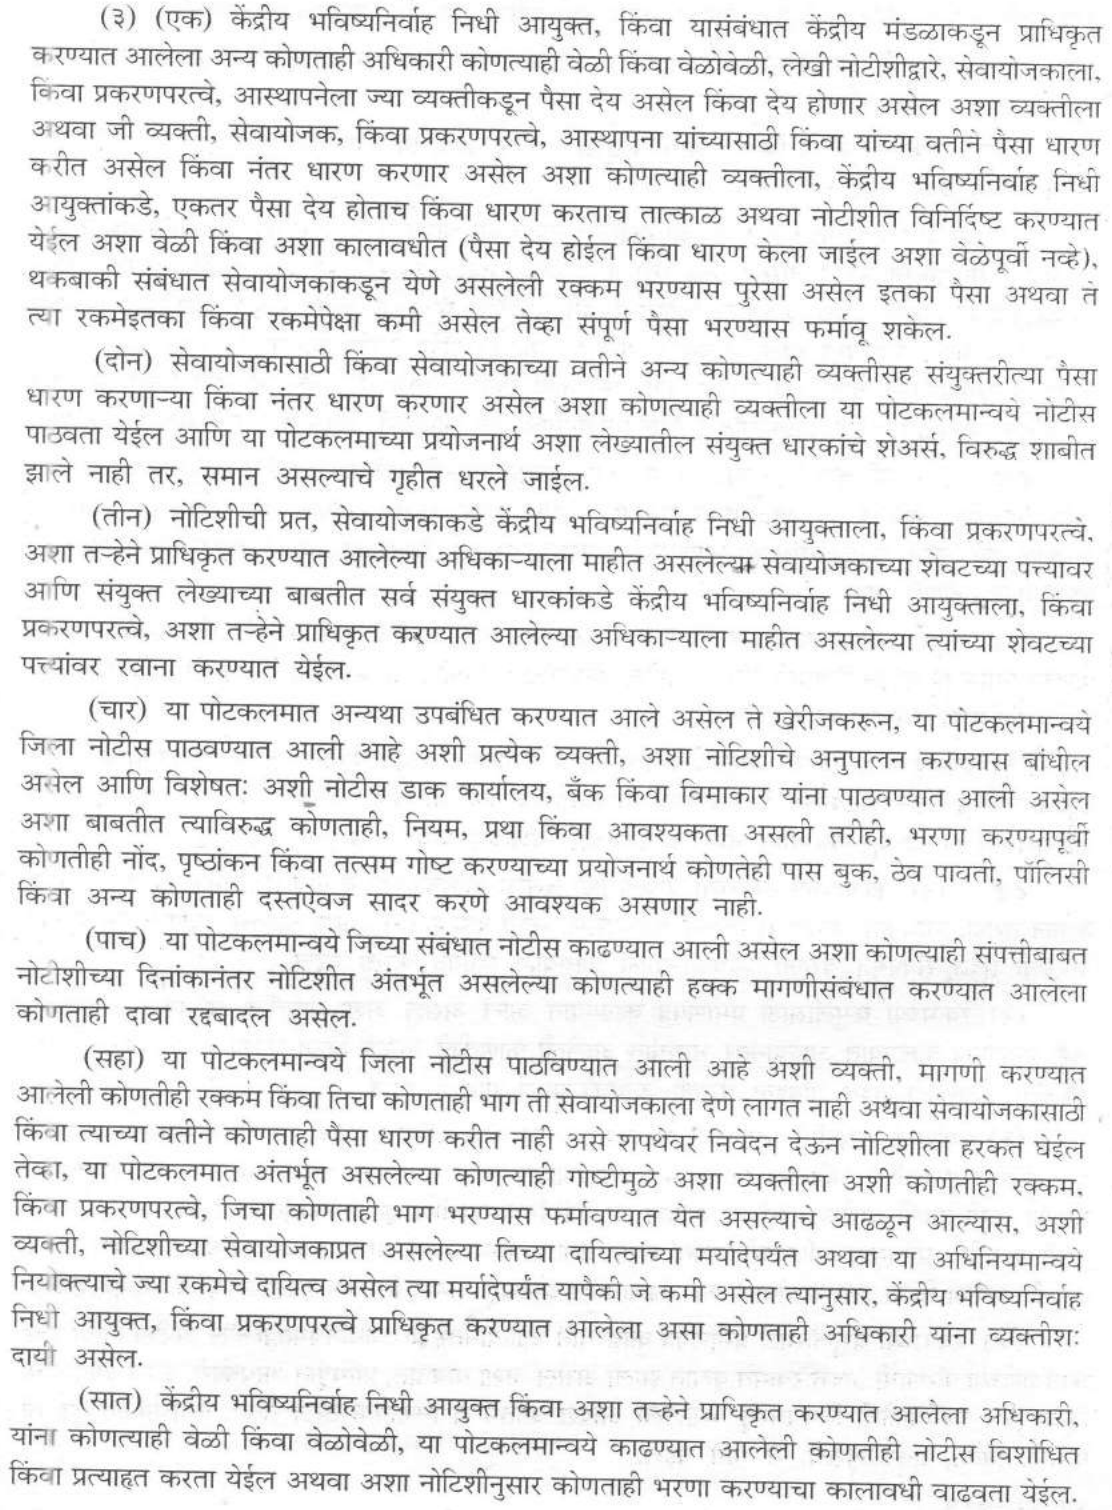 (३) (एक) केंद्रीय भविष्यनिर्वाह निधी आयुक्त, किंवा यासंबंधात केंद्रीय मंडळाकडून प्राधिकृत
करण्यात आलेला अन्य कोणताही अधिकारी कोणत्याही वेळी किंवा वेळोवेळी, लेखी नोटीशीद्वारे, सेवायोजकाला,
किंवा प्रकरणपरत्वे, आस्थापनेला ज्या व्यक्तीकडून पैसा देय असेल किंवा देय होणार असेल अशा व्यक्तीला
अथवा जी व्यक्ती, सेवायोजक, किंवा प्रकरणपरत्वे, आस्थापना यांच्यासाठी किंवा यांच्या वतीने पैसा धारण
करीत असेल किंवा नंतर धारण करणार असेल अशा कोणत्याही व्यक्तीला, केंद्रीय भविष्यनिर्वाह निधी
आयुक्तांकडे, एकतर पैसा देय होताच किंवा धारण करताच तात्काळ अथवा नोटीशीत विनिर्दिष्ट करण्यात
येईल अशा वेळी किंवा अशा कालावधीत (पैसा देय होईल किंवा धारण केला जाईल अशा वेळेपूर्वी नव्हे),
थकबाकी संबंधात सेवायोजकाकडून येणे असलेली रक्कम भरण्यास पुरेसा असेल इतका पैसा अथवा ते
त्या रकमेइतका किंवा रकमेपेक्षा कमी असेल तेव्हा संपूर्ण पैसा भरण्यास फर्मावू शकेल.
(दोन) सेवायोजकासाठी किंवा सेवायोजकाच्या वतीने अन्य कोणत्याही व्यक्तीसह संयुक्तरीत्या पैसा
धारण करणाऱ्या किंवा नंतर धारण करणार असेल अशा कोणत्याही व्यक्तीला या पोटकलमान्वये नोटीस
पाठवता येईल आणि या पोटकलमाच्या प्रयोजनार्थ अशा लेख्यातील संयुक्त धारकांचे शेअर्स, विरुद्ध शाबीत
झाले नाही तर, समान असल्याचे गृहीत धरले जाईल.
(तीन) नोटिशीची प्रत, सेवायोजकाकडे केंद्रीय भविष्यनिर्वाह निधी आयुक्ताला, किंवा प्रकरणपरत्वे,
अशा तऱ्हेने प्राधिकृत करण्यात आलेल्या अधिकाऱ्याला माहीत असलेल्या सेवायोजकाच्या शेवटच्या पत्त्यावर
आणि संयुक्त लेख्याच्या बाबतीत सर्व संयुक्त धारकांकडे केंद्रीय भविष्यनिर्वाह निधी आयुक्ताला, किंवा
प्रकरणपरत्वे, अशा तऱ्हेने प्राधिकृत करण्यात आलेल्या अधिकाऱ्याला माहीत असलेल्या त्यांच्या शेवटच्या
पत्त्यांवर रवाना करण्यात येईल.
(चार) या पोटकलमात अन्यथा उपबंधित करण्यात आले असेल ते खेरीजकरून, या पोटकलमान्वये
जिला नोटीस पाठवण्यात आली आहे अशी प्रत्येक व्यक्ती, अशा नोटिशीचे अनुपालन करण्यास बांधील
असेल आणि विशेषतः अशी नोटीस डाक कार्यालय, बँक किंवा विमाकार यांना पाठवण्यात आली असेल
अशा बाबतीत त्याविरुद्ध कोणताही, नियम, प्रथा किंवा आवश्यकता असली तरीही, भरणा करण्यापूर्वी
कोणतीही नोंद, पृष्ठांकन किंवा तत्सम गोष्ट करण्याच्या प्रयोजनार्थ कोणतेही पास बुक, ठेव पावती, पॉलिसी
किंवा अन्य कोणताही दस्तऐवज सादर करणे आवश्यक असणार नाही.
(पाच) या पोटकलमान्वये जिच्या संबंधात नोटीस काढण्यात आली असेल अशा कोणत्याही संपत्तीबाबत
नोटीशीच्या दिनांकानंतर नोटिशीत अंतर्भूत असलेल्या कोणत्याही हक्क मागणीसंबंधात करण्यात आलेला
कोणताही दावा रद्दबादल असेल.
(सहा) या पोटकलमान्वये जिला नोटीस पाठविण्यात आली आहे अशी व्यक्ती, मागणी करण्यात
आलेली कोणतीही रक्कम किंवा तिचा कोणताही भाग ती सेवायोजकाला देणे लागत नाही अथवा सेवायोजकासाठी
किंवा त्याच्या वतीने कोणताही पैसा धारण करीत नाही असे शपथेवर निवेदन देऊन नोटिशीला हरकत घेईल
तेव्हा, या पोटकलमात अंतर्भूत असलेल्या कोणत्याही गोष्टीमुळे अशा व्यक्तीला अशी कोणतीही रक्कम,
किंवा प्रकरणपरत्वे, जिचा कोणताही भाग भरण्यास फर्मावण्यात येत असल्याचे आढळून आल्यास, अशी
व्यक्ती, नोटिशीच्या सेवायोजकाप्रत असलेल्या तिच्या दायित्वांच्या मर्यादेपर्यंत अथवा या अधिनियमान्वये
नियोक्त्याचे ज्या रकमेचे दायित्व असेल त्या मर्यादेपर्यंत यापैकी जे कमी असेल त्यानुसार, केंद्रीय भविष्यनिर्वाह
निधी आयुक्त, किंवा प्रकरणपरत्वे प्राधिकृत करण्यात आलेला असा कोणताही अधिकारी यांना व्यक्तीशः
दायी असेल.
(सात) केंद्रीय भविष्यनिर्वाह निधी आयुक्त किंवा अशा तऱ्हेने प्राधिकृत करण्यात आलेला अधिकारी,
यांना कोणत्याही वेळी किंवा वेळोवेळी, या पोटकलमान्वये काढण्यात आलेली कोणतीही नोटीस विशोधित
किंवा प्रत्याहृत करता येईल अथवा अशा नोटिशीनुसार कोणताही भरणा करण्याचा कालावधी वाढवता येईल.